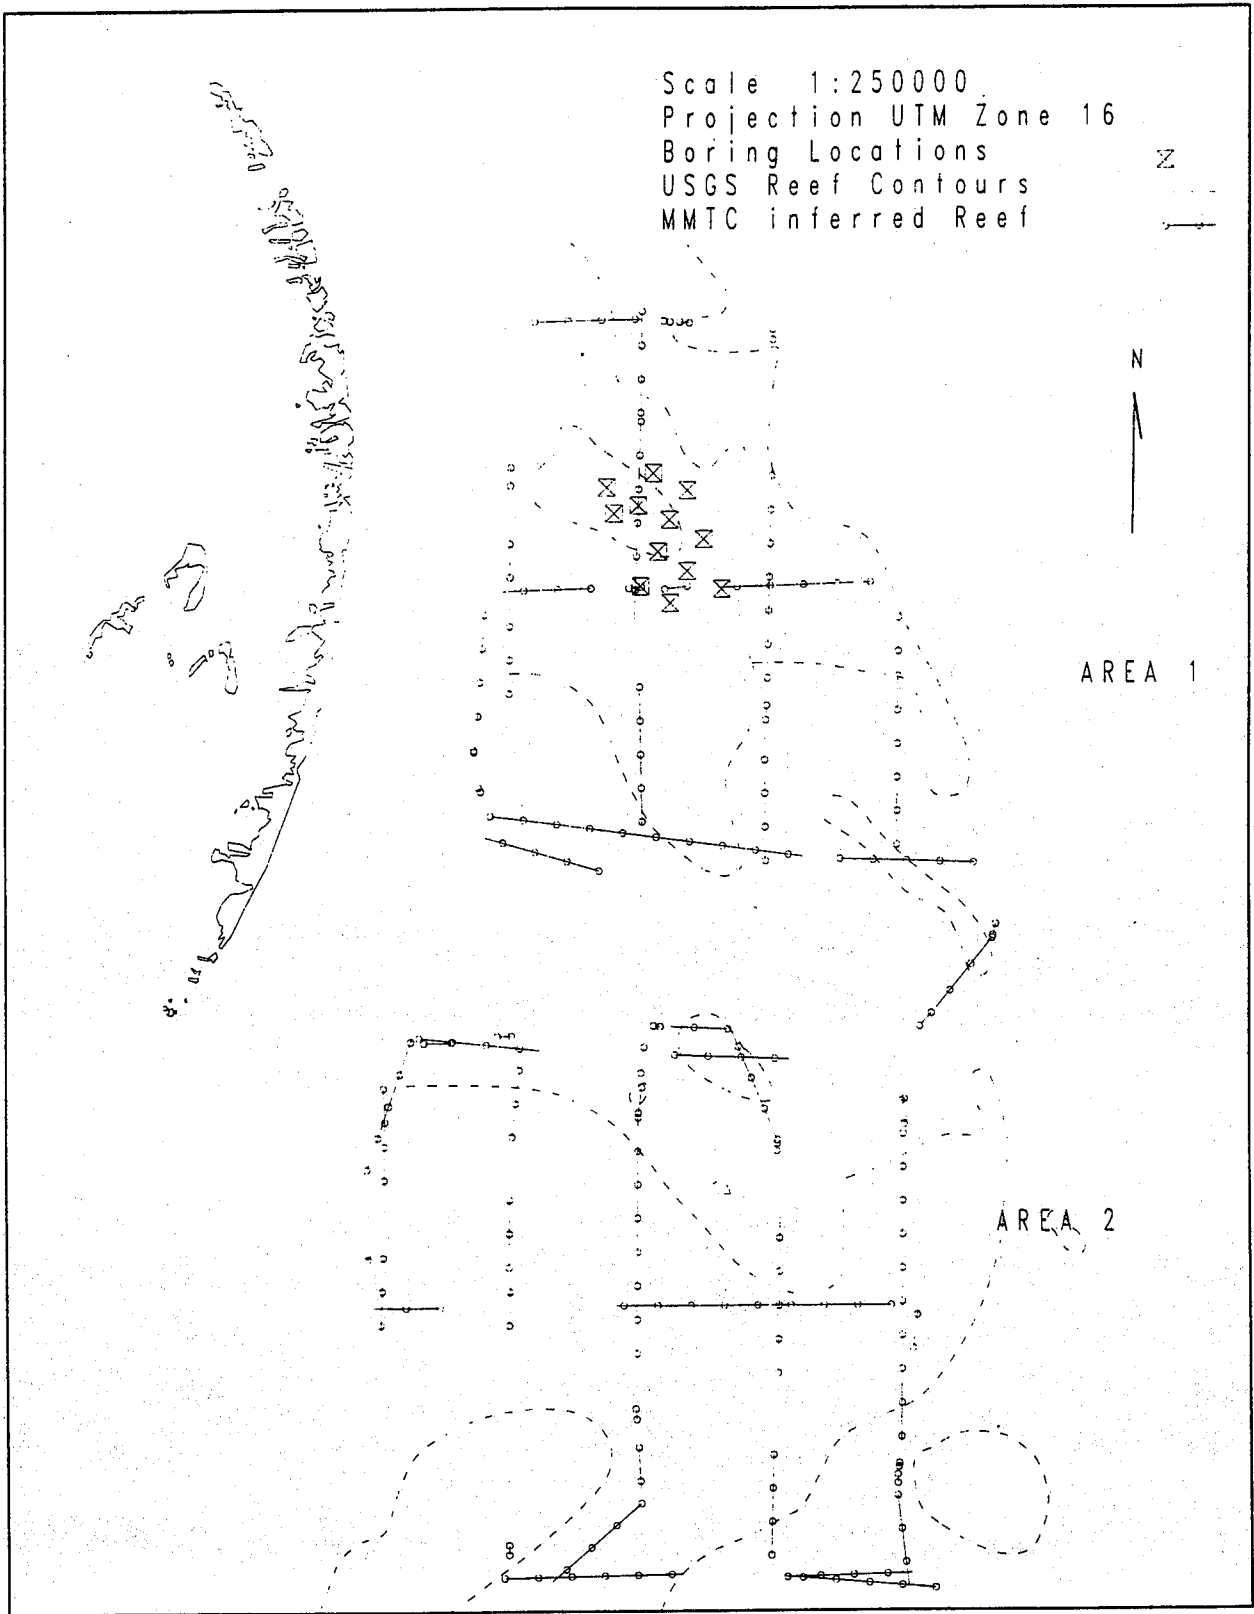 Scale 1:250000
Projection UTM Zone 16
Boring Locations
USGS Reef Contours
MMTC inferred Reef
N
AREA 1
AREA 2